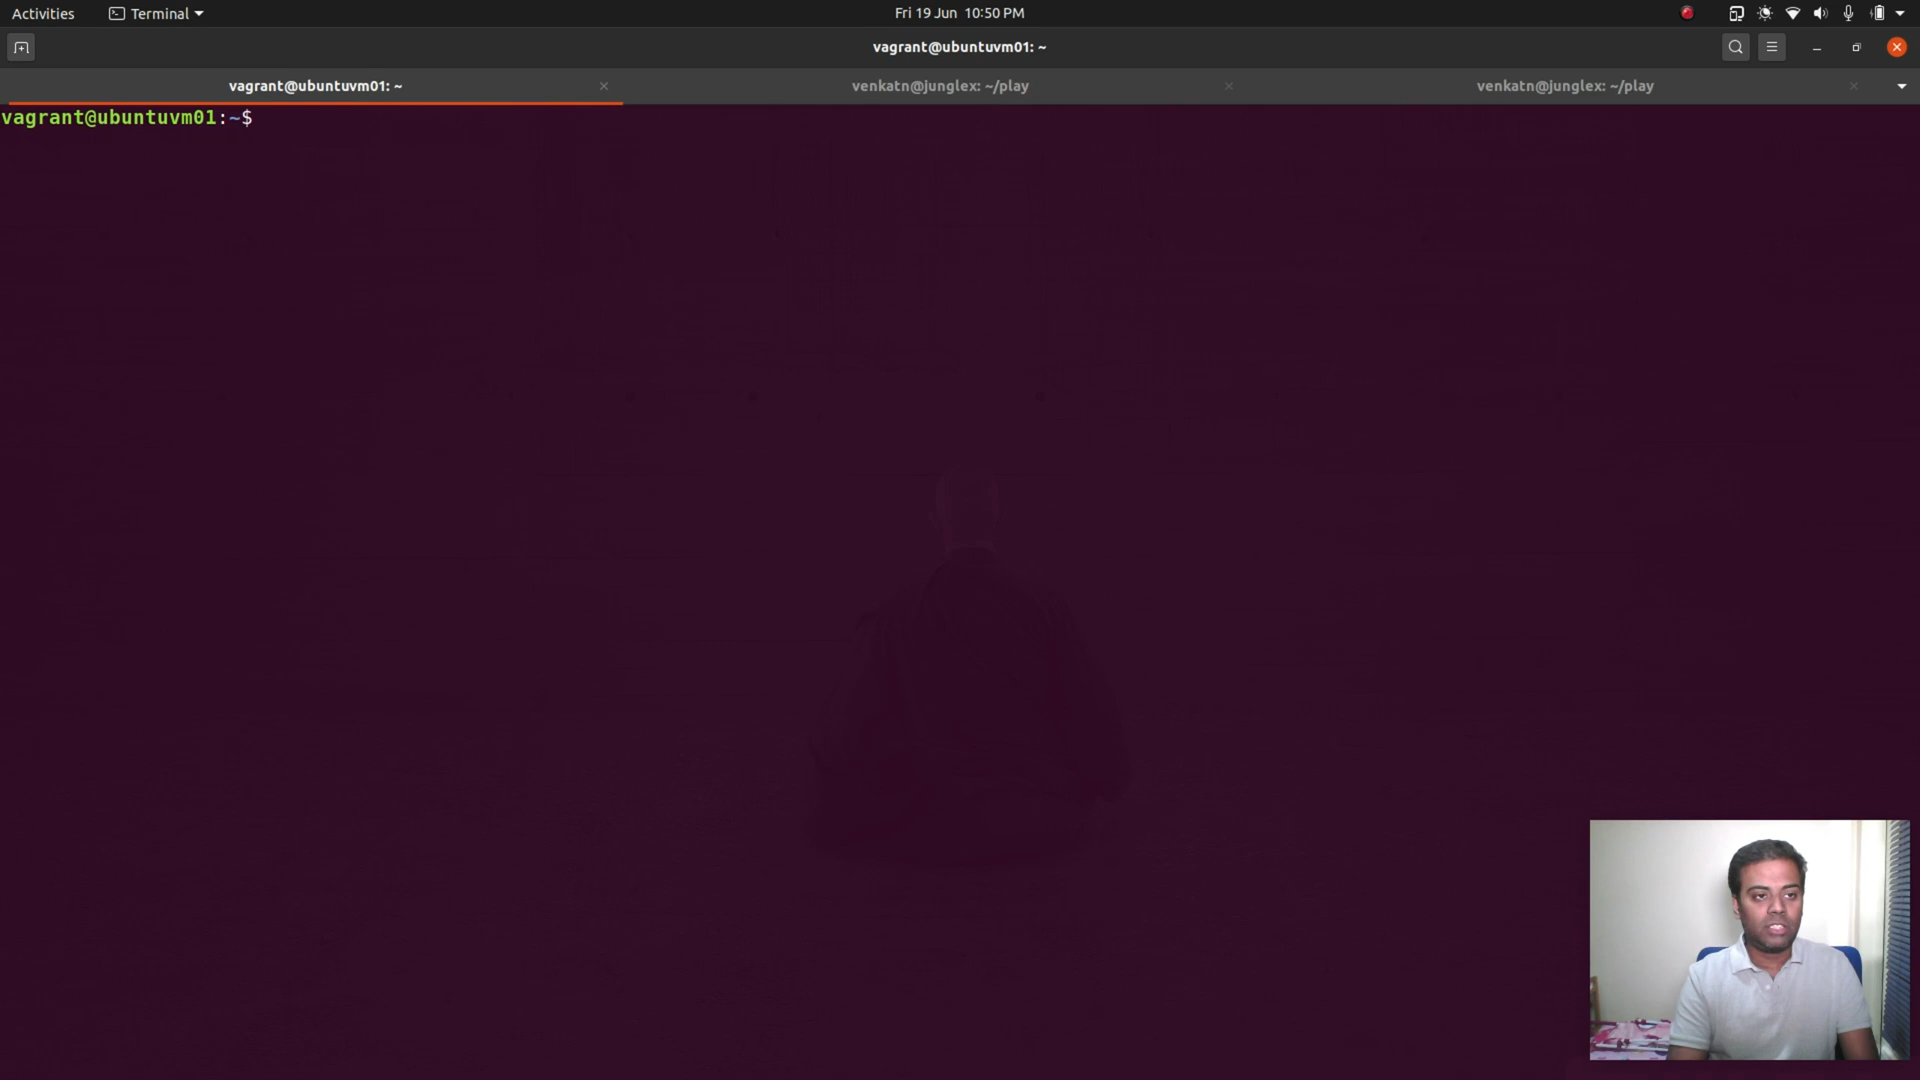 Activities
Terminal
Fri 19 Jun 10:50 PM
vagrant@ubuntuvm01: ~
vagrant@ubuntuvm01: ~
venkatn@junglex: ~/play
venkatn@junglex: ~/play
vagrant@ubuntuvm01:~$